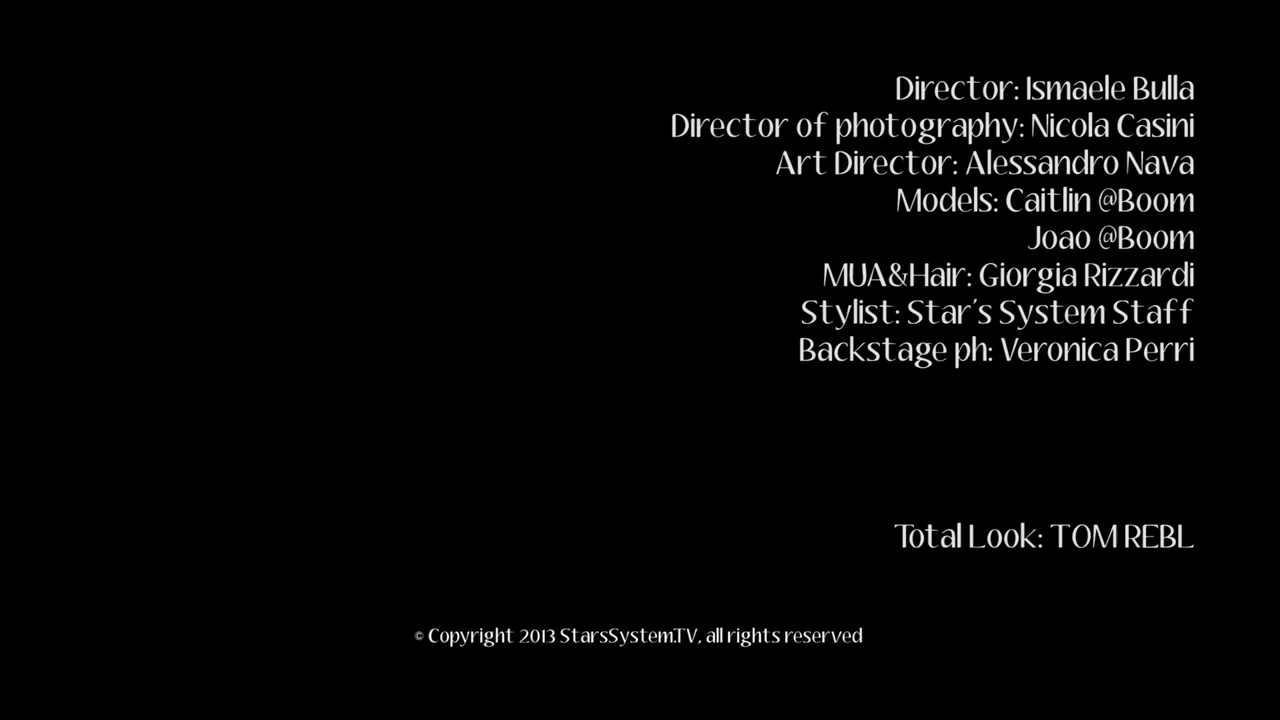 Director: Ismaele Bulla
Director of photography: Nicola Casini
Art Director: Alessandro Nava
Models: Caitlin @Boom
Joao @Boom
MUA&Hair: Giorgia Rizzardi
Stylist: Star's System Staff
Backstage ph: Veronica Perri
Total Look: TOM REBL
© Copyright 2013 StarsSystem.TV, all rights reserved